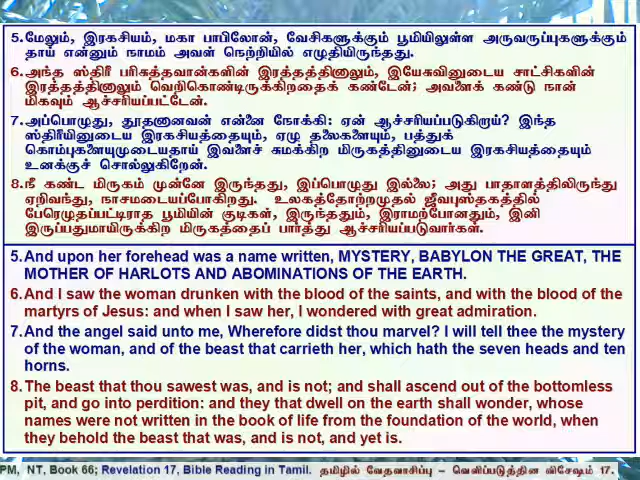 5.மேலும், இரகசியம், மகா பாபிலோன், வேசிகளுக்கும் பூமியிலுள்ள அருவருப்புகளுக்கும்
தாய் என்னும் நாமம் அவள் நெற்றியில் எழுதியிருந்தது.
6.அந்த ஸ்திரீ பரிசுத்தவான்களின் இரத்தத்தினாலும், இயேசுவினுடைய சாட்சிகளின்
இரத்தத்தினாலும் வெறிகொண்டிருக்கிறதைக் கண்டேன்; அவளைக் கண்டு நான்
மிகவும் ஆச்சரியப்பட்டேன்.
7.அப்பொழுது, தூதனானவன் என்னை நோக்கி: ஏன் ஆச்சரியப்படுகிறாய்? இந்த
ஸ்திரீயினுடைய இரகசியத்தையும், ஏழு தலைகளையும், பத்துக்
கொம்புகளையுமுடையதாய் இவளைச் சுமக்கிற மிருகத்தினுடைய இரகசியத்தையும்
உனக்குச் சொல்லுகிறேன்.
8.நீ கண்ட மிருகம் முன்னே இருந்தது, இப்பொழுது இல்லை; அது பாதாளத்திலிருந்து
ஏறிவந்து, நாசமடையப்போகிறது. உலகத்தோற்றமுதல் ஜீவபுஸ்தகத்தில்
பேரெழுதப்பட்டிராத பூமியின் குடிகள், இருந்ததும், இராமற்போனதும், இனி
இருப்பதுமாயிருக்கிற மிருகத்தைப் பார்த்து ஆச்சரியப்படுவார்கள்.
5.And upon her forehead was a name written, MYSTERY, BABYLON THE GREAT, THE
MOTHER OF HARLOTS AND ABOMINATIONS OF THE EARTH.
6.And I saw the woman drunken with the blood of the saints, and with the blood of the
martyrs of Jesus: and when I saw her, I wondered with great admiration.
7.And the angel said unto me, Wherefore didst thou marvel? I will tell thee the mystery
of the woman, and of the beast that carrieth her, which hath the seven heads and ten
horns.
8.The beast that thou sawest was, and is not; and shall ascend out of the bottomless
pit, and go into perdition: and they that dwell on the earth shall wonder, whose
names were not written in the book of life from the foundation of the world, when
they behold the beast that was, and is not, and yet is.
PM, NT, Book 66; Revelation 17, Bible Reading in Tamil. தமிழில் வேதவாசிப்பு – வெளிப்படுத்தின விசேஷம் 17.